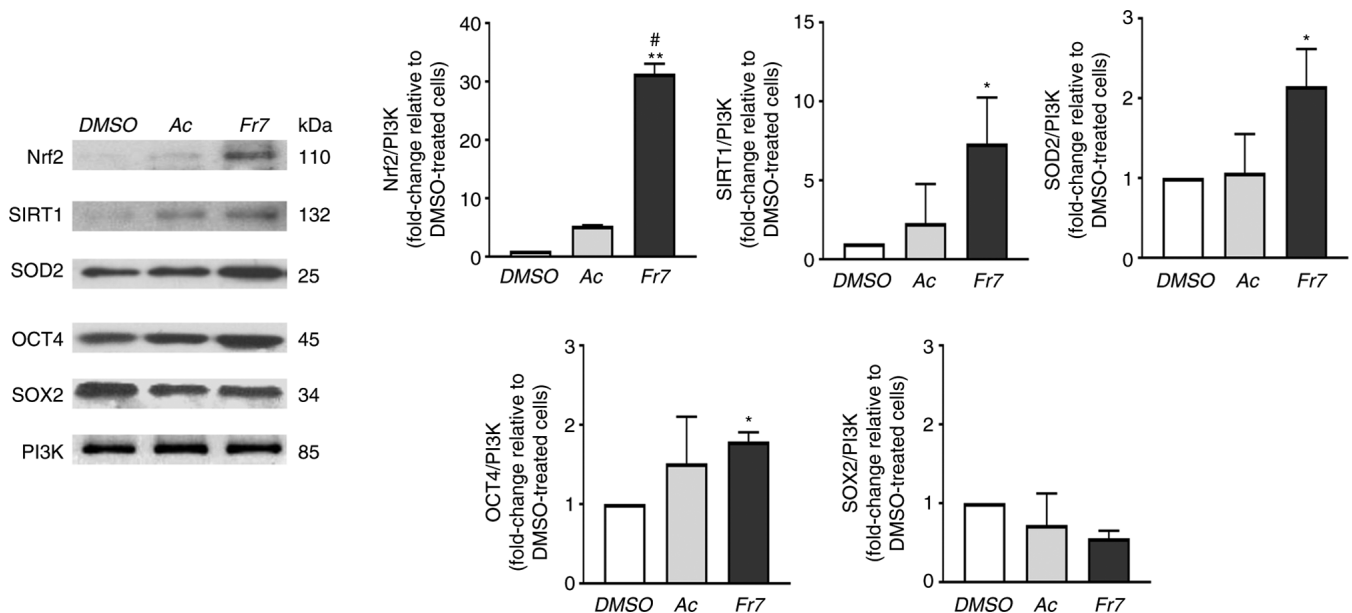 DMSO Ac Fr7 kDa
Nrf2 110
SIRT1 132
SOD2 25
OCT4 45
SOX2 34
PI3K 85
Nrf2/PI3K
(fold-change relative to
DMSO-treated cells)
40
30
20
10
0
#
**
DMSO Ac Fr7
SIRT1/PI3K
(fold-change relative to
DMSO-treated cells)
15
10
5
0
*
DMSO Ac Fr7
SOD2/PI3K
(fold-change relative to
DMSO-treated cells)
3
2
1
0
*
DMSO Ac Fr7
OCT4/PI3K
(fold-change relative to
DMSO-treated cells)
3
2
1
0
*
DMSO Ac Fr7
SOX2/PI3K
(fold-change relative to
DMSO-treated cells)
3
2
1
0
DMSO Ac Fr7